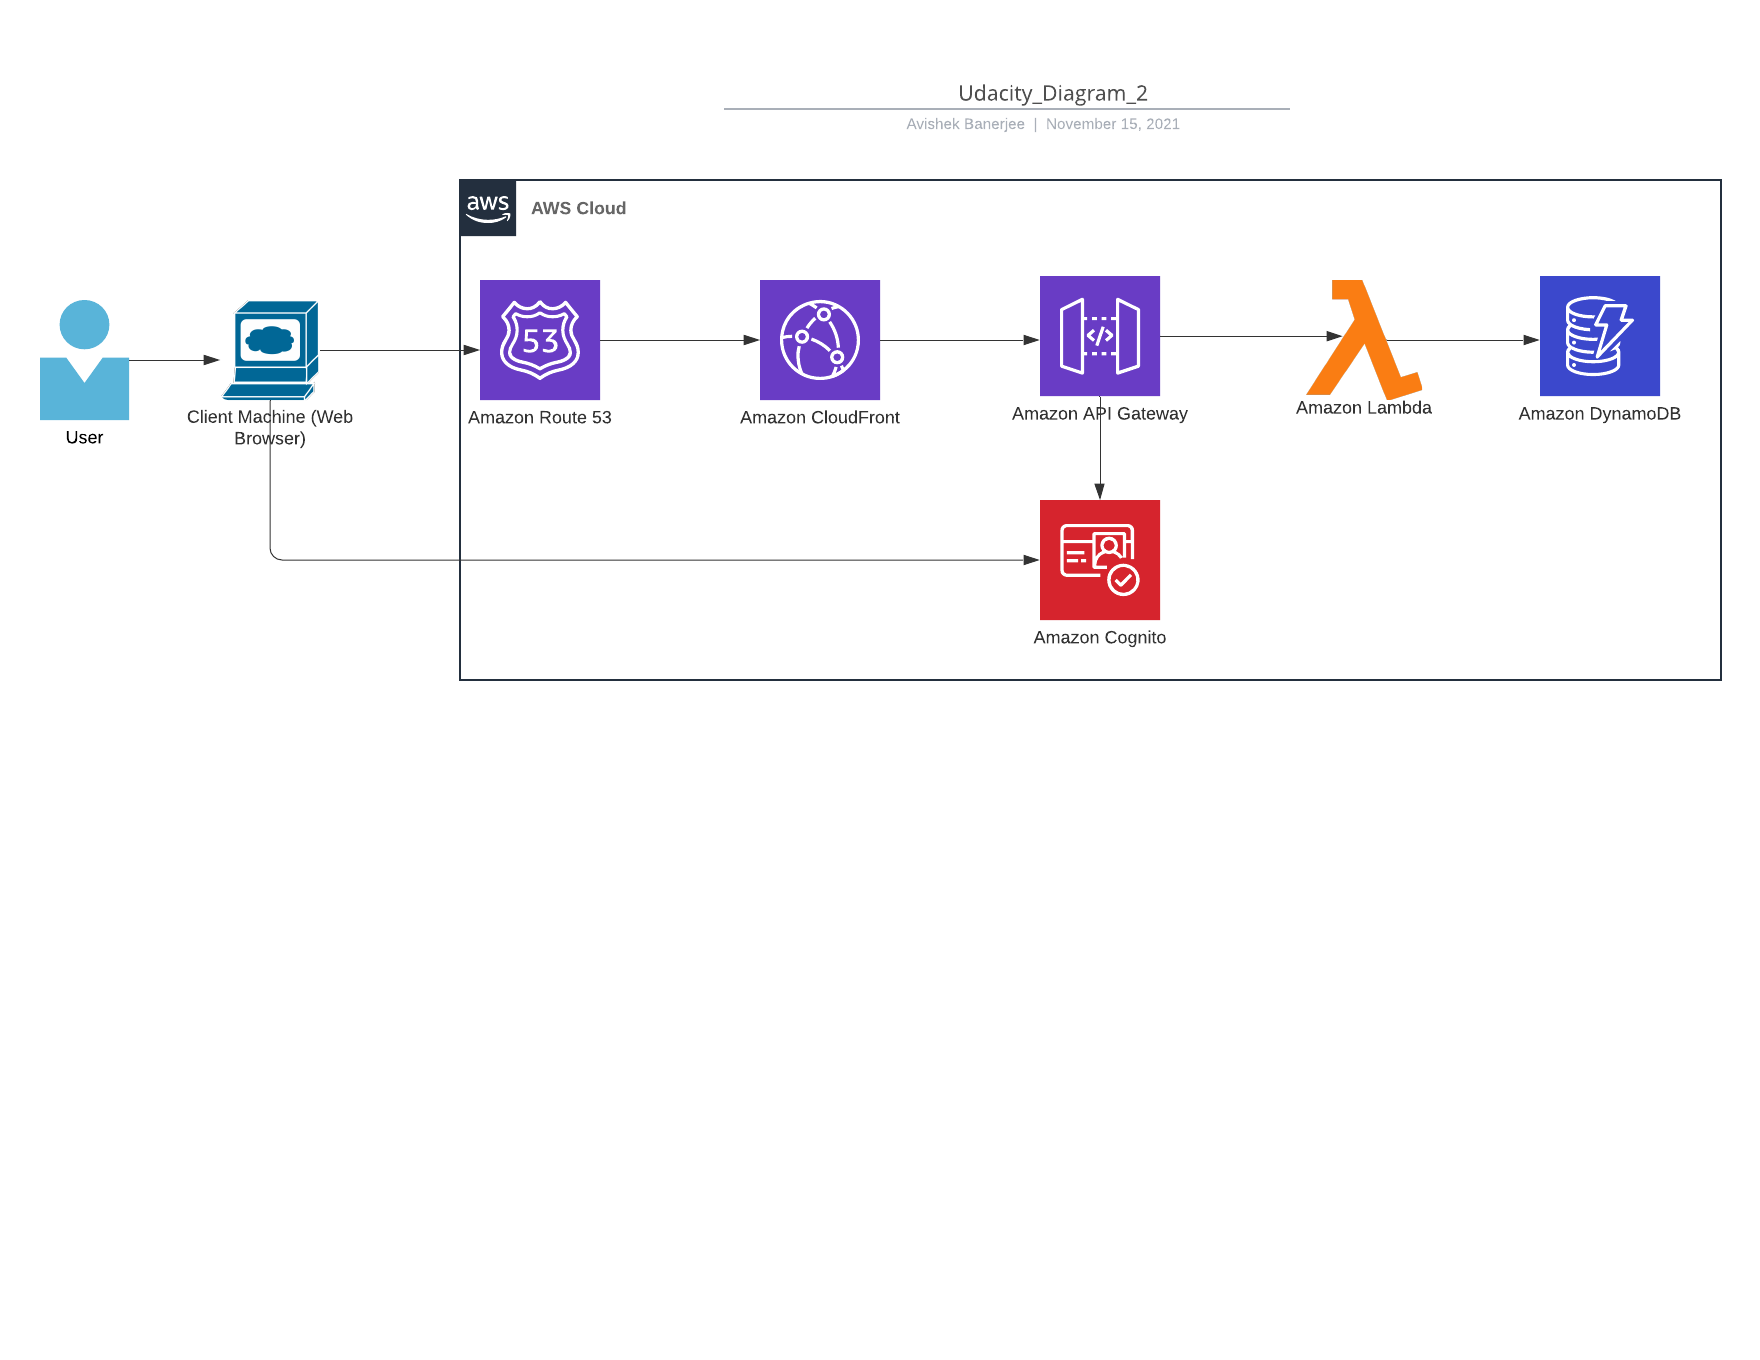 Udacity_Diagram_2
Avishek Banerjee | November 15, 2021
aws
AWS Cloud
53
</>
User
Client Machine (Web
Browser)
Amazon Route 53
Amazon CloudFront
Amazon API Gateway
Amazon Lambda
Amazon DynamoDB
Amazon Cognito